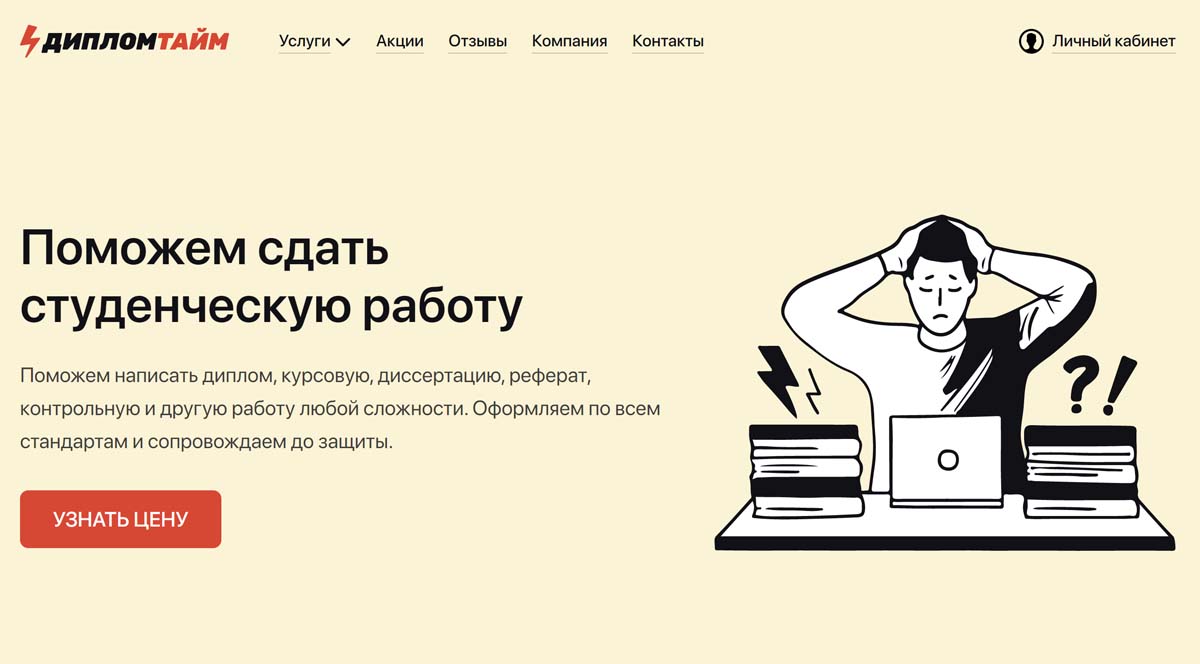 ДИПЛОМТАЙМ
Услуги Акции Отзывы Компания Контакты Личный кабинет
Поможем сдать
студенческую работу
Поможем написать диплом, курсовую, диссертацию, реферат,
контрольную и другую работу любой сложности. Оформляем по всем
стандартам и сопровождаем до защиты.
??!
УЗНАТЬ ЦЕНУ